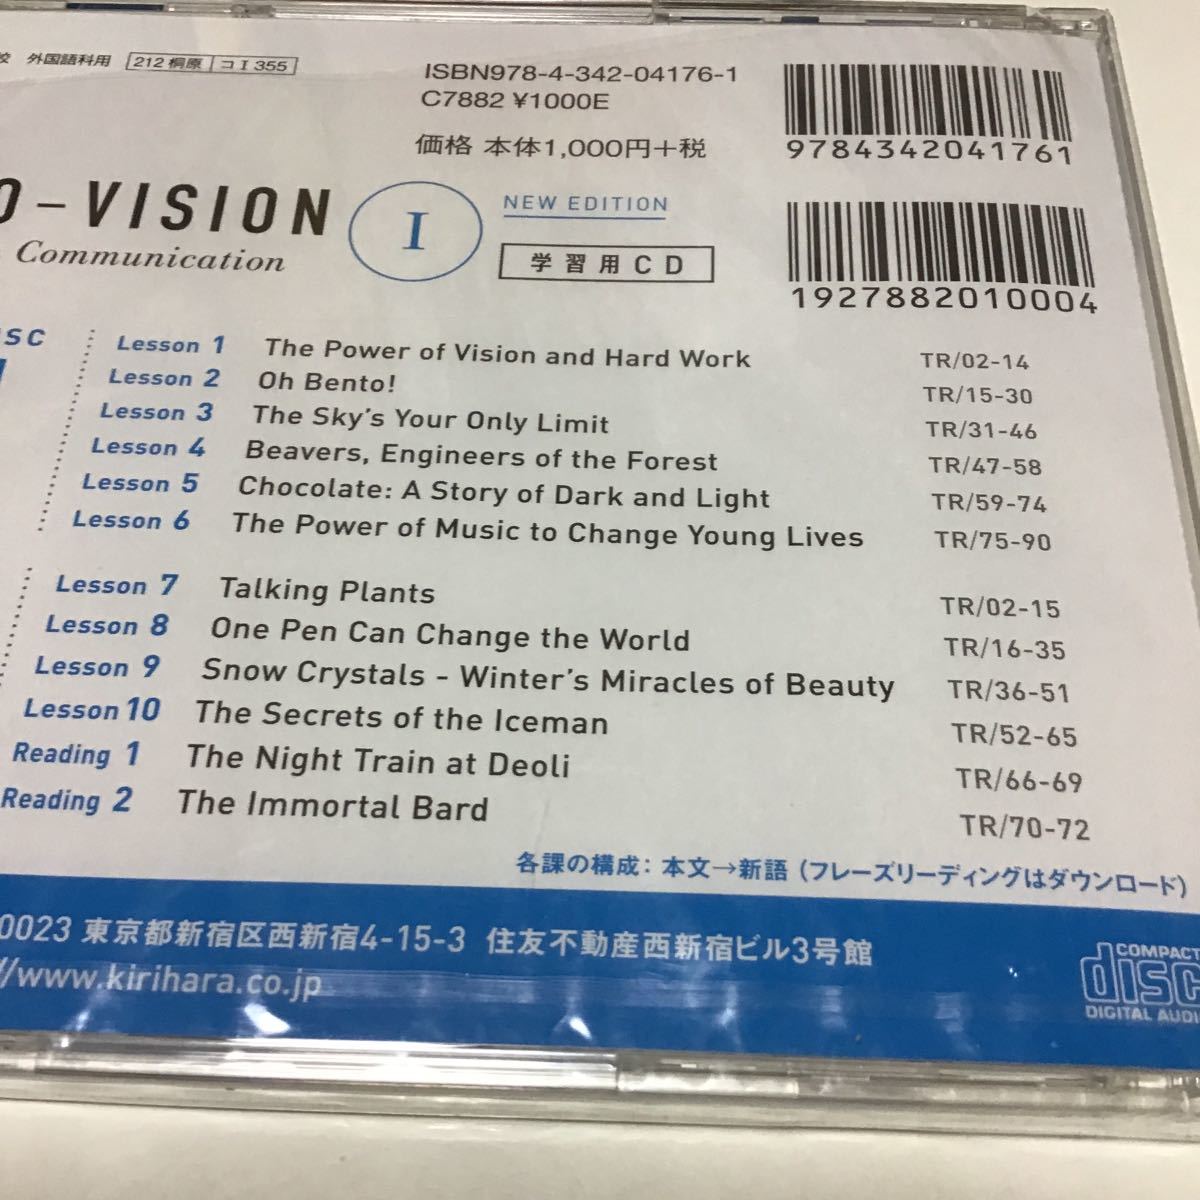 校 外国語科用 212 桐原 コⅠ355
ISBN978-4-342-04176-1
C7882 ¥1000E
価格 本体1,000円+税
9784342041761
1927882010004
O-VISION
Communication
I
NEW EDITION
学習用CD
ISC
1
Lesson 1 The Power of Vision and Hard Work TR/02-14
Lesson 2 Oh Bento! TR/15-30
Lesson 3 The Sky's Your Only Limit TR/31-46
Lesson 4 Beavers, Engineers of the Forest TR/47-58
Lesson 5 Chocolate: A Story of Dark and Light TR/59-74
Lesson 6 The Power of Music to Change Young Lives TR/75-90
Lesson 7 Talking Plants TR/02-15
Lesson 8 One Pen Can Change the World TR/16-35
Lesson 9 Snow Crystals - Winter's Miracles of Beauty TR/36-51
Lesson 10 The Secrets of the Iceman TR/52-65
Reading 1 The Night Train at Deoli TR/66-69
Reading 2 The Immortal Bard TR/70-72
各課の構成: 本文→新語 (フレーズリーディングはダウンロード)
0023 東京都新宿区西新宿4-15-3 住友不動産西新宿ビル3号館
//www.kirihara.co.jp
COMPACT
disc
DIGITAL AUDIO